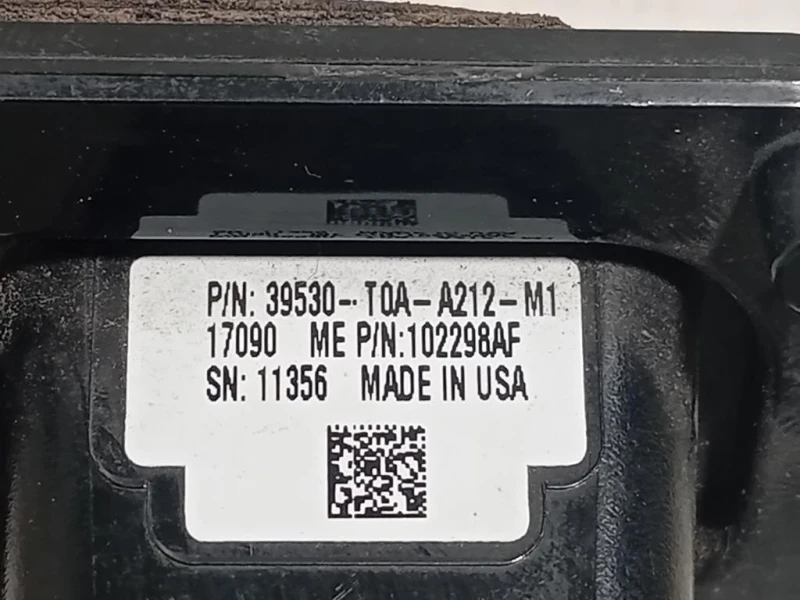 P/N: 39530-T0A-A212-M1
17090 ME P/N:102298AF
SN: 11356 MADE IN USA